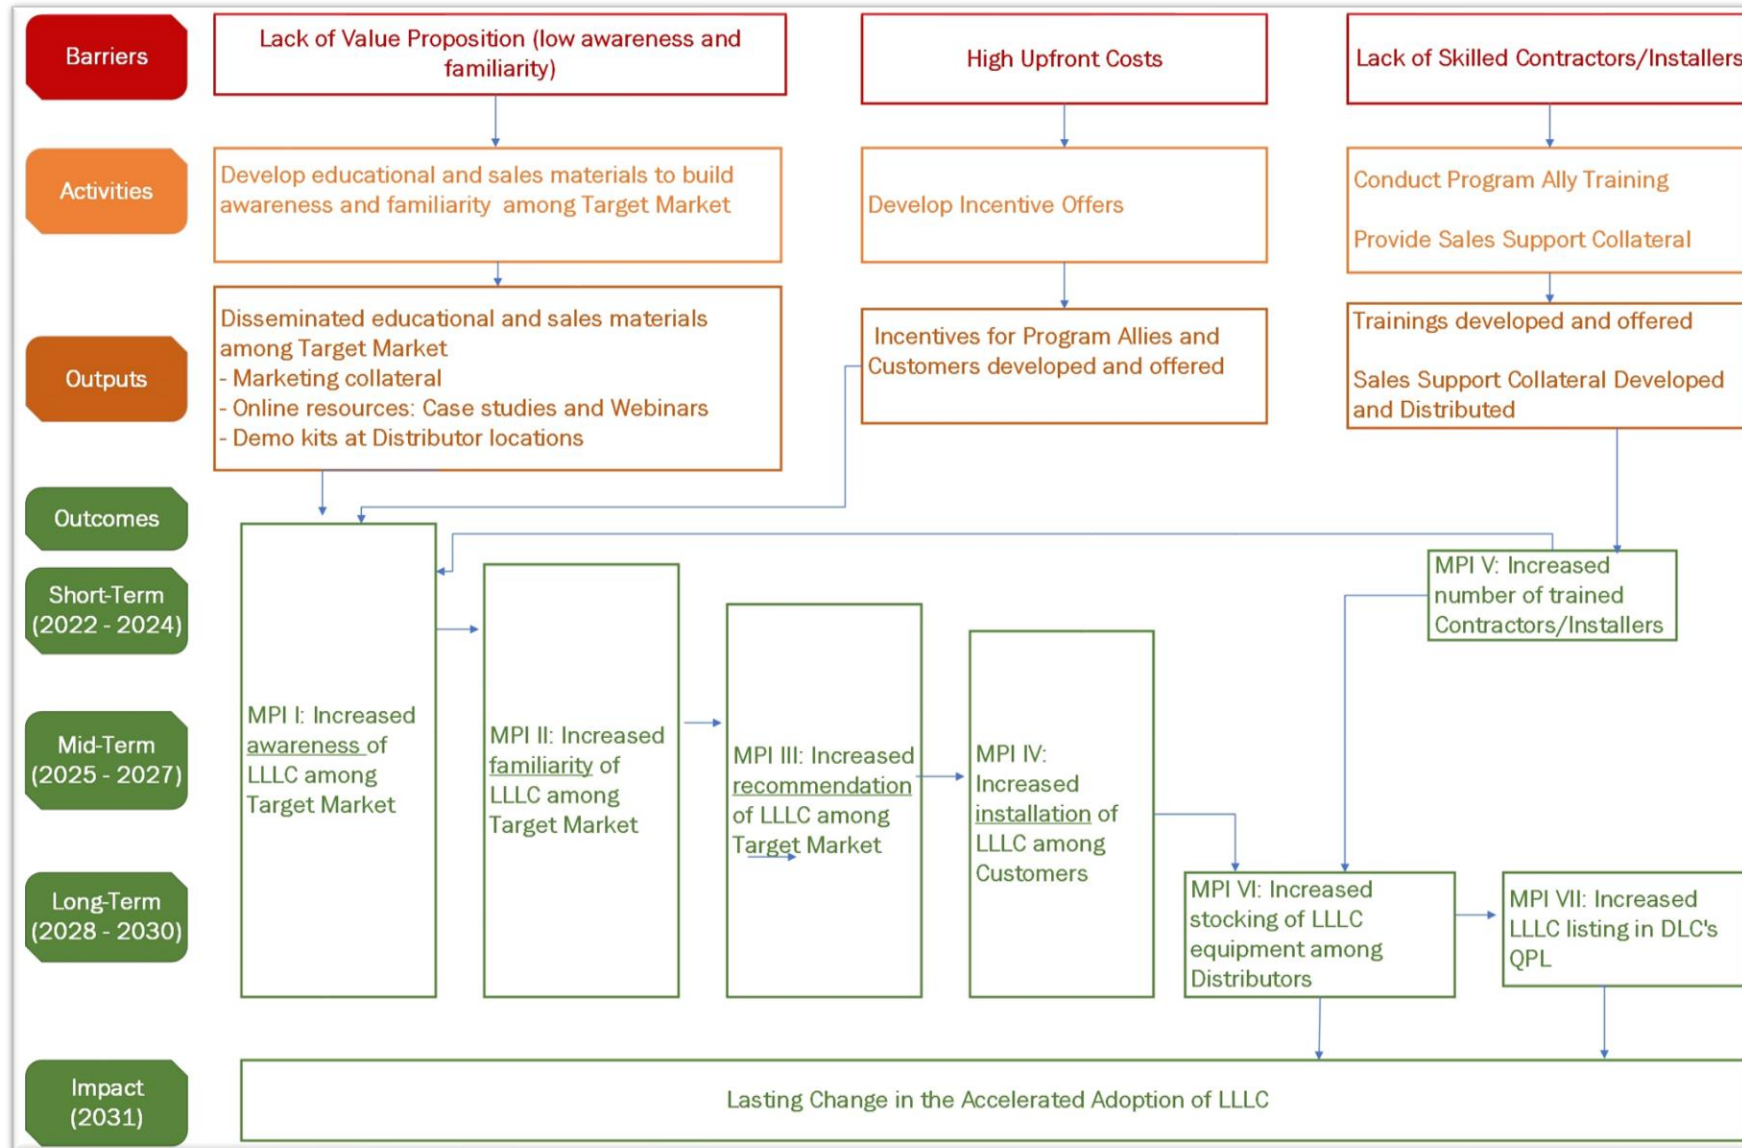 Barriers
Lack of Value Proposition (low awareness and
familiarity)
High Upfront Costs
Lack of Skilled Contractors/Installers
Activities
Develop educational and sales materials to build
awareness and familiarity among Target Market
Develop Incentive Offers
Conduct Program Ally Training
Provide Sales Support Collateral
Outputs
Disseminated educational and sales materials
among Target Market
- Marketing collateral
- Online resources: Case studies and Webinars
- Demo kits at Distributor locations
Incentives for Program Allies and
Customers developed and offered
Trainings developed and offered
Sales Support Collateral Developed
and Distributed
Outcomes
Short-Term
(2022 - 2024)
Mid-Term
(2025 - 2027)
Long-Term
(2028 - 2030)
MPI I: Increased
awareness of
LLLC among
Target Market
MPI II: Increased
familiarity of
LLLC among
Target Market
MPI III: Increased
recommendation
of LLLC among
Target Market
MPI IV:
Increased
installation of
LLLC among
Customers
MPI V: Increased
number of trained
Contractors/Installers
MPI VI: Increased
stocking of LLLC
equipment among
Distributors
MPI VII: Increased
LLLC listing in DLC's
QPL
Impact
(2031)
Lasting Change in the Accelerated Adoption of LLLC